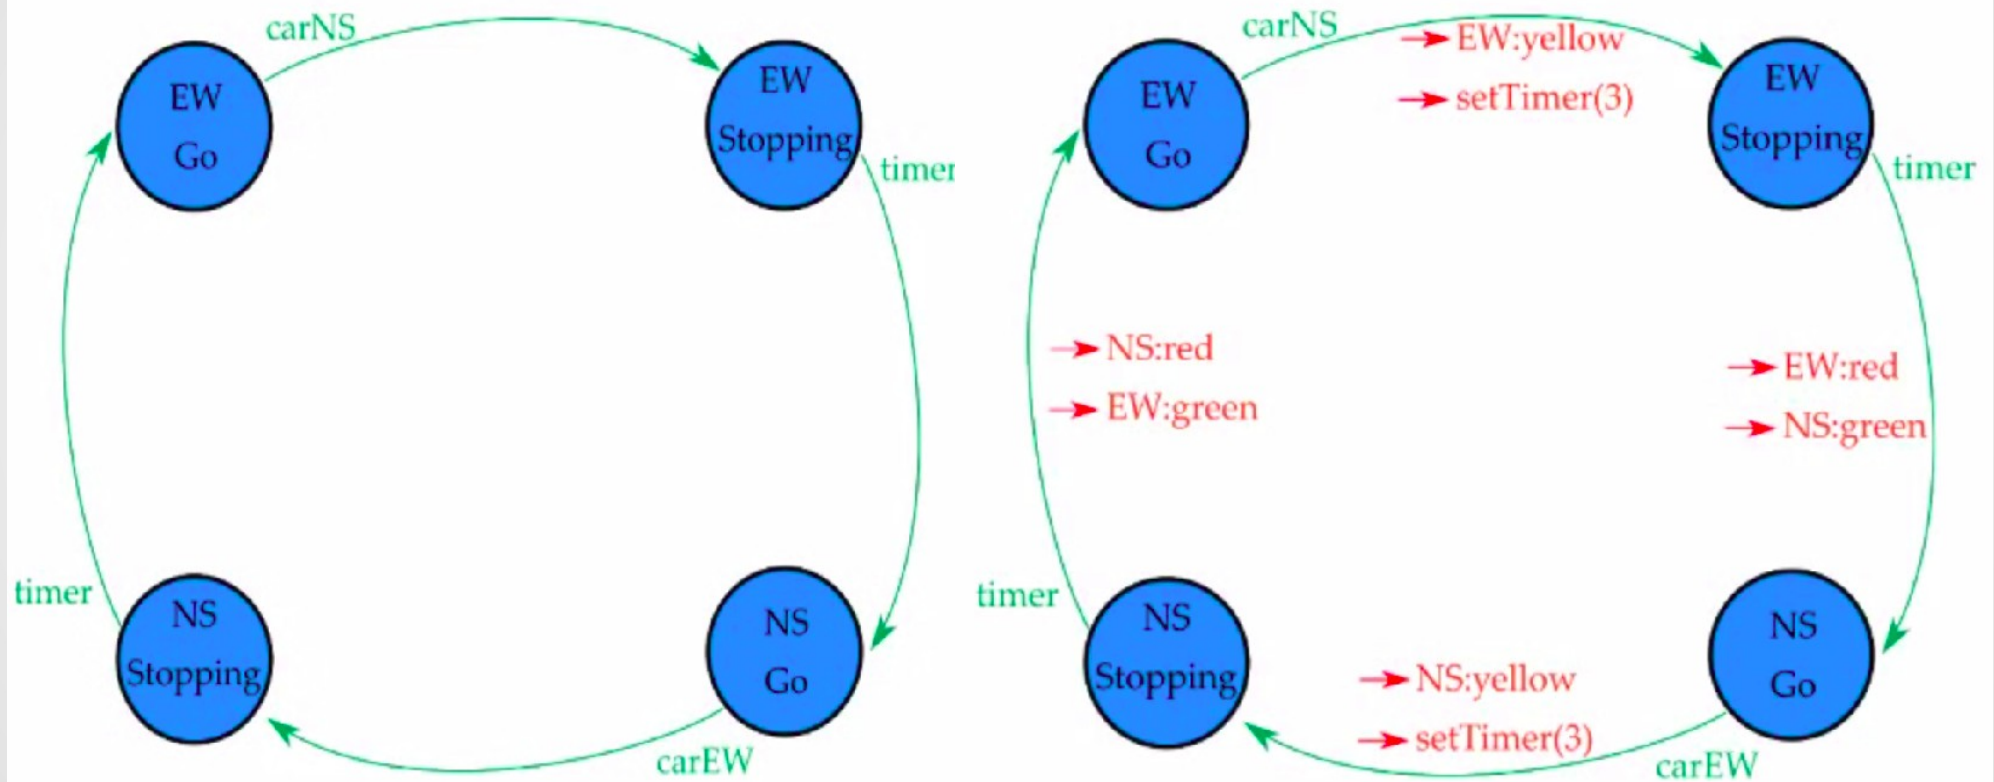 carNS
EW
Go
EW
Stopping
timer
timer
NS
Stopping
NS
Go
carEW
carNS
EW:yellow
setTimer(3)
EW
Go
EW
Stopping
timer
NS:red
EW:green
EW:red
NS:green
timer
NS
Stopping
NS:yellow
setTimer(3)
NS
Go
carEW